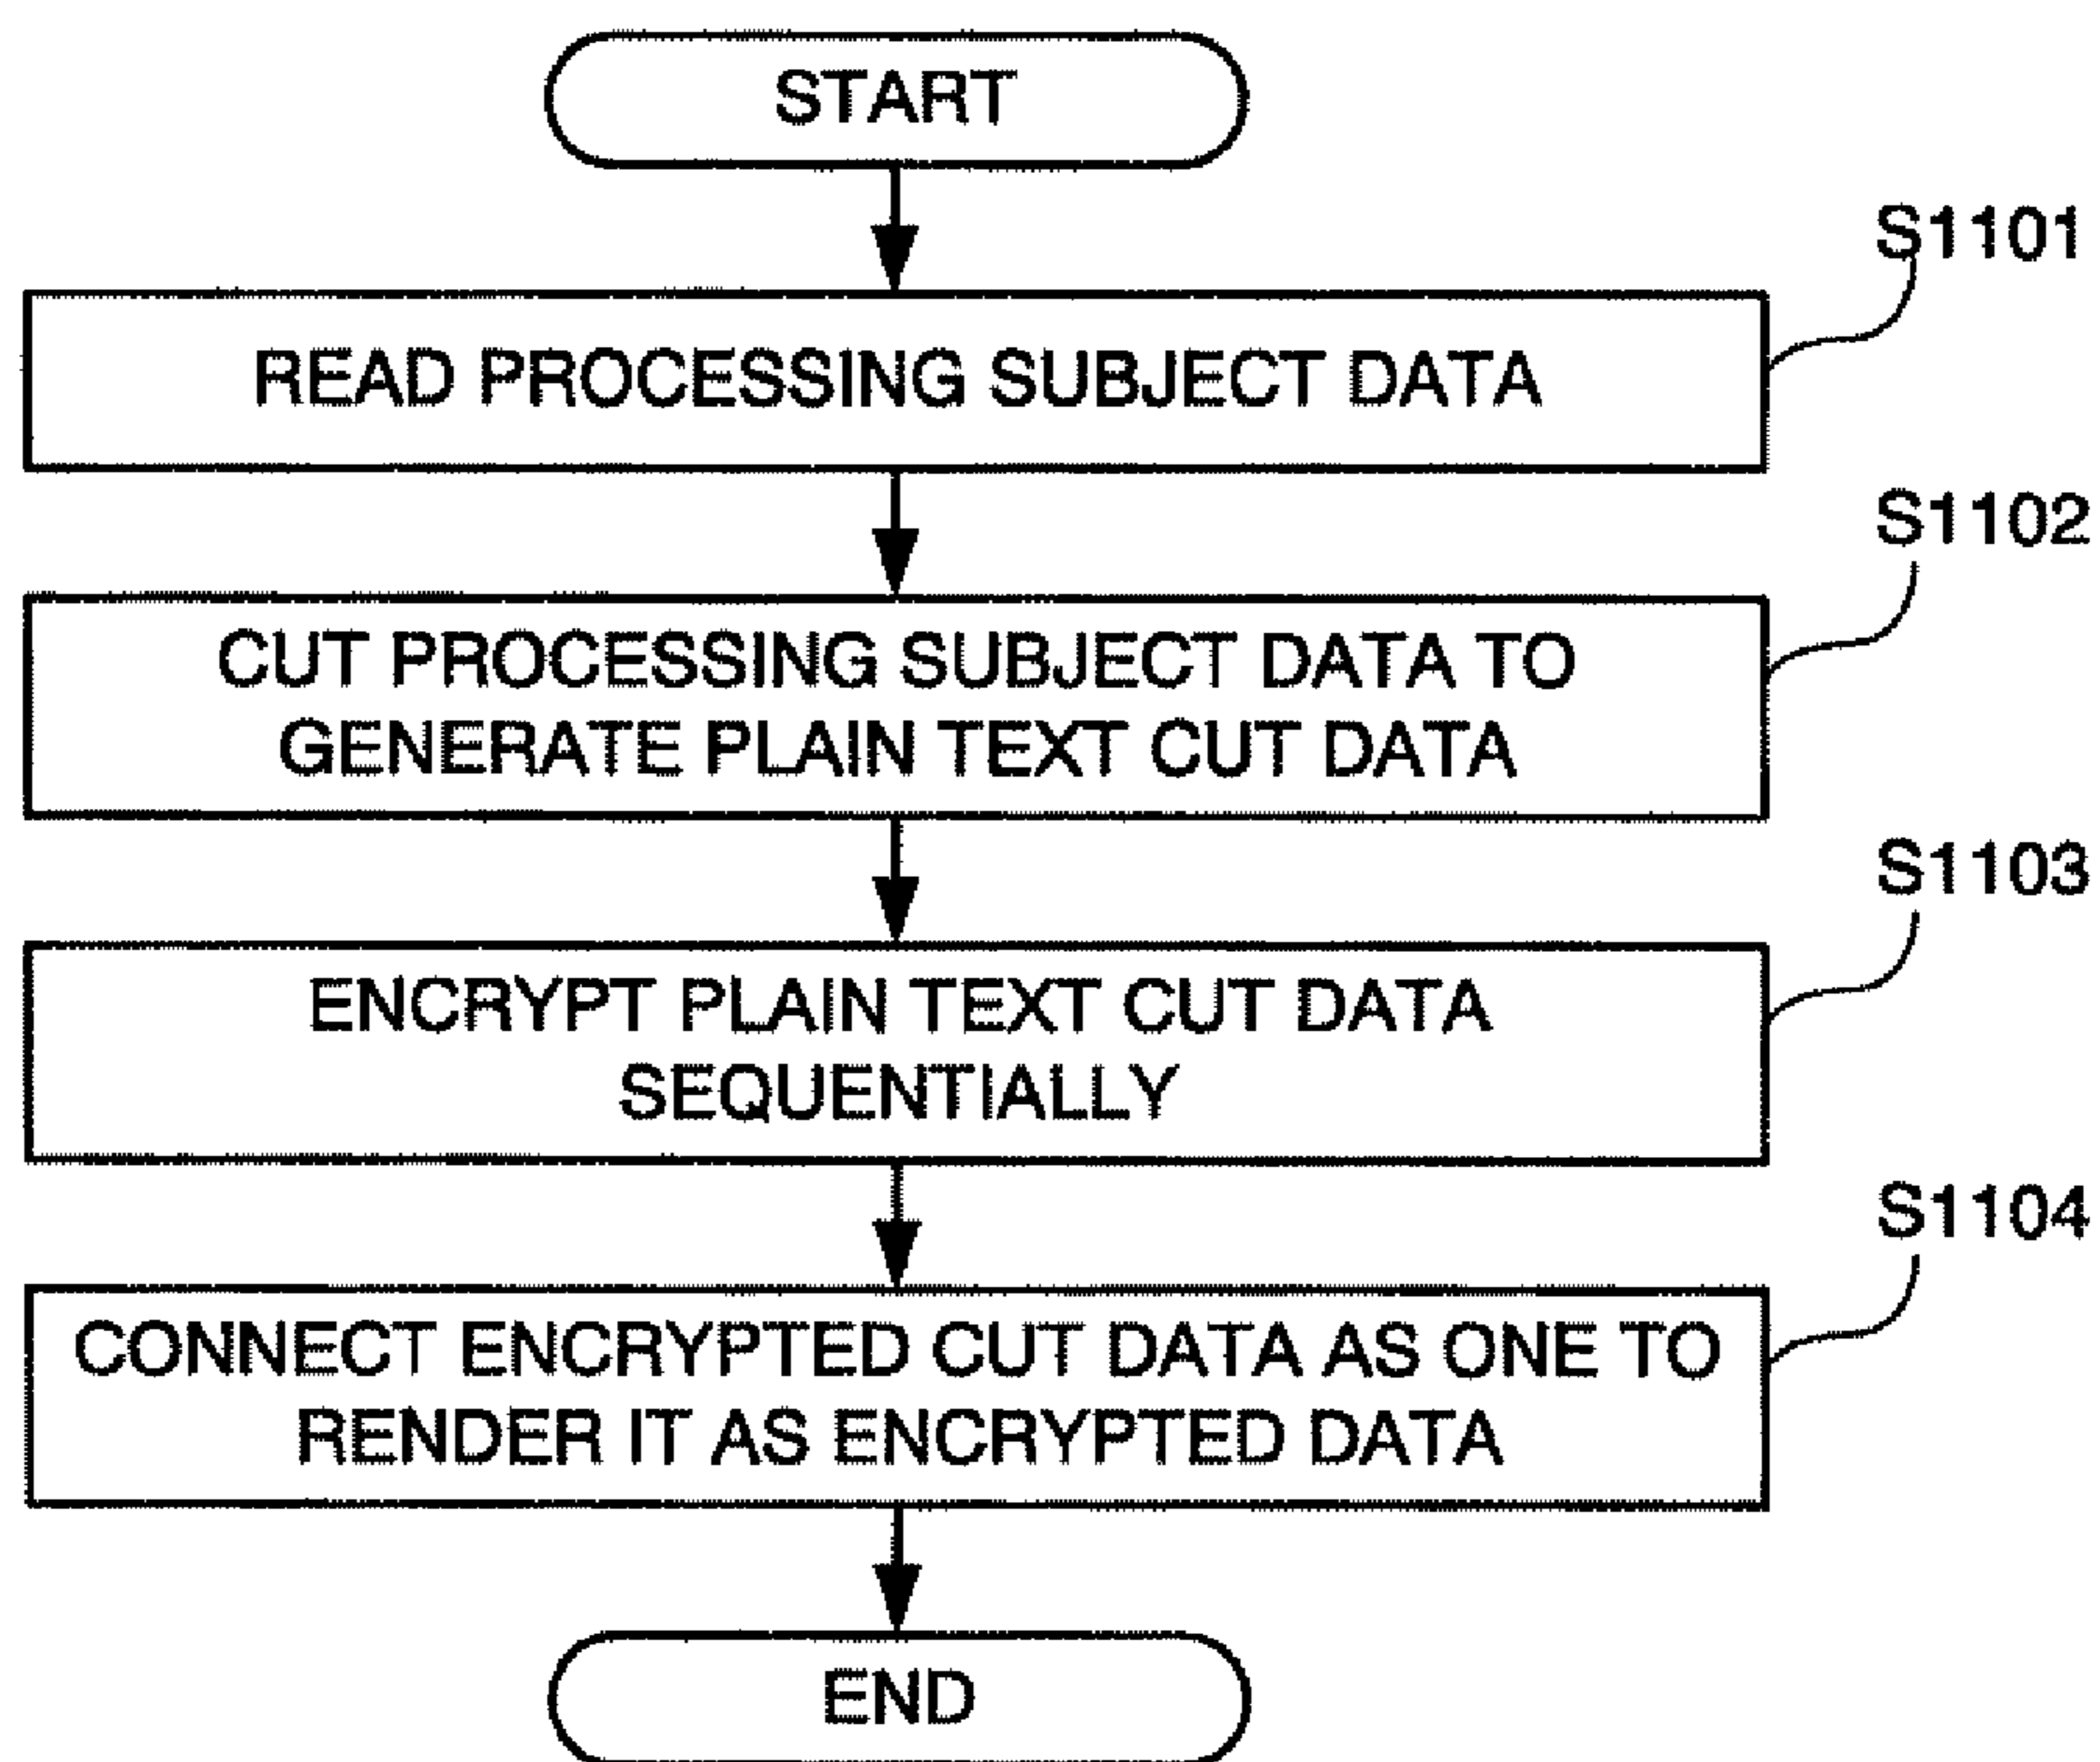 START
S1101
READ PROCESSING SUBJECT DATA
S1102
CUT PROCESSING SUBJECT DATA TO
GENERATE PLAIN TEXT CUT DATA
S1103
ENCRYPT PLAIN TEXT CUT DATA
SEQUENTIALLY
S1104
CONNECT ENCRYPTED CUT DATA AS ONE TO
RENDER IT AS ENCRYPTED DATA
END